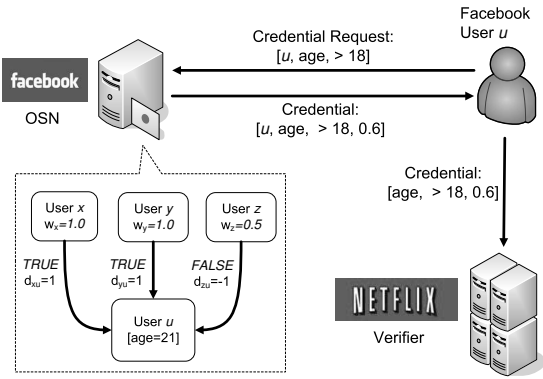 Facebook
User u
Credential Request:
[u, age, > 18]
facebook
OSN
Credential:
[u, age, > 18, 0.6]
Credential:
[age, > 18, 0.6]
User x
wx=1.0
User y
wy=1.0
User z
wz=0.5
TRUE
dxu=1
TRUE
dyu=1
FALSE
dzu=-1
User u
[age=21]
NETFLIX
Verifier